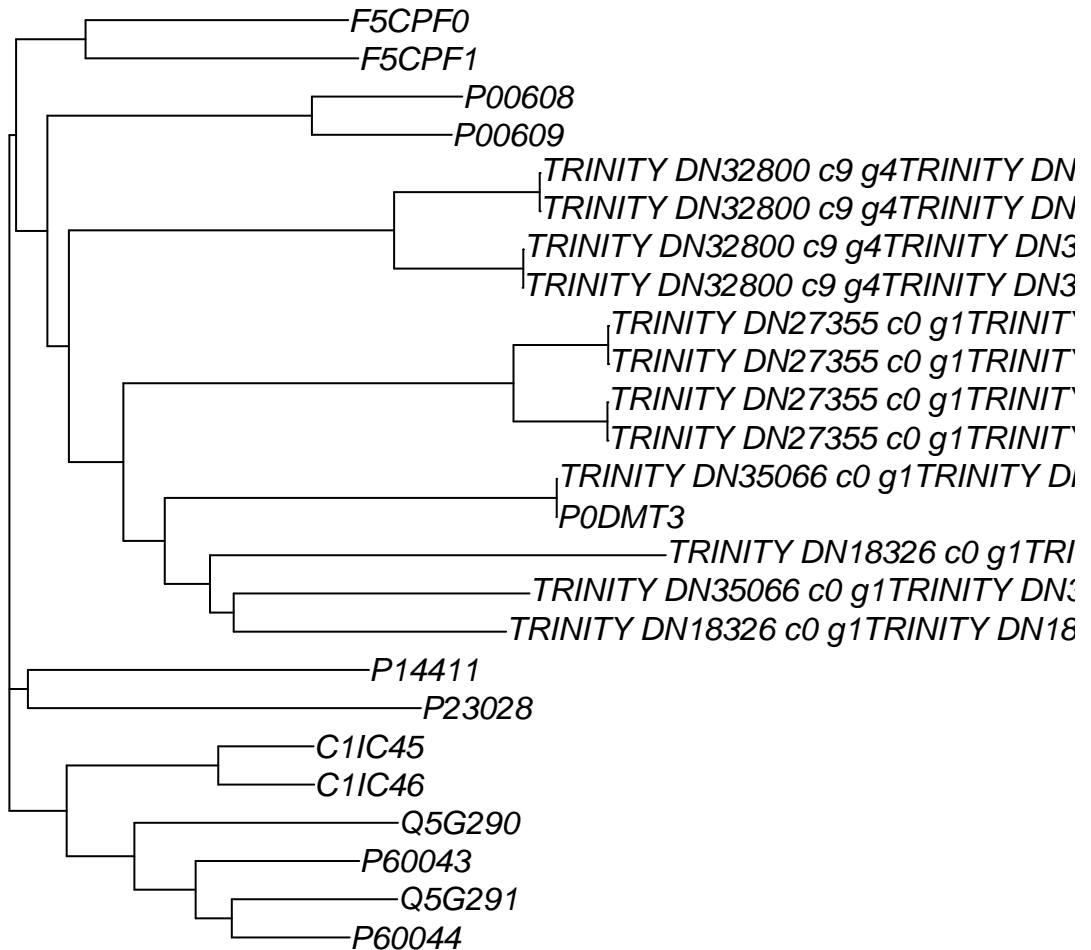 F5CPF0
F5CPF1
P00608
P00609
TRINITY DN32800 c9 g4TRINITY DN
TRINITY DN32800 c9 g4TRINITY DN
TRINITY DN32800 c9 g4TRINITY DN3
TRINITY DN32800 c9 g4TRINITY DN3
TRINITY DN27355 c0 g1TRINITY
TRINITY DN27355 c0 g1TRINITY
TRINITY DN27355 c0 g1TRINITY
TRINITY DN27355 c0 g1TRINITY
TRINITY DN35066 c0 g1TRINITY DN
P0DMT3
TRINITY DN18326 c0 g1TRI
TRINITY DN35066 c0 g1TRINITY DN3
TRINITY DN18326 c0 g1TRINITY DN18
P14411
P23028
C1IC45
C1IC46
Q5G290
P60043
Q5G291
P60044